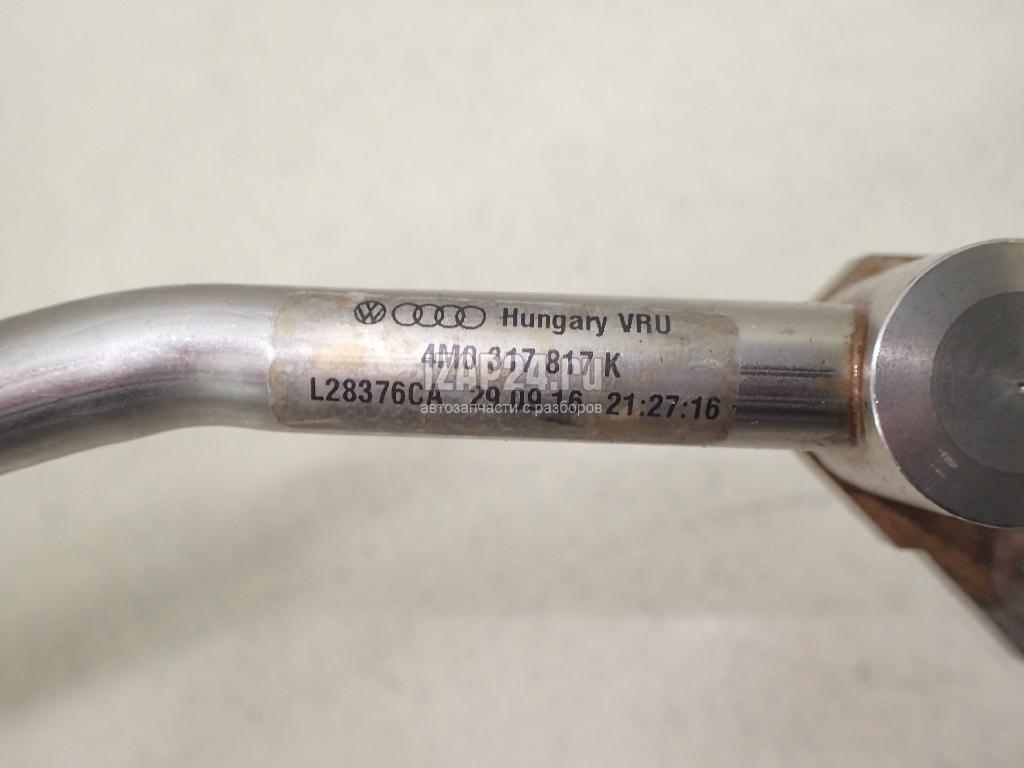 Hungary VRU
4M0 317 817 K
IZAP24.ru
L28376CA 29.09.16 21:27:16
автозапчасти с разборов